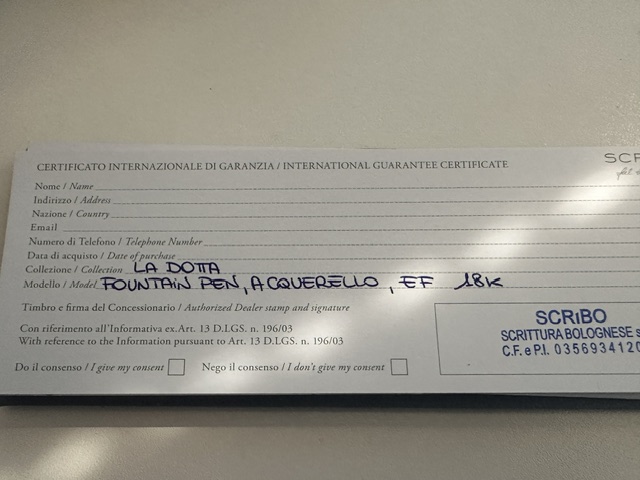 SCR
CERTIFICATO INTERNAZIONALE DI GARANZIA / INTERNATIONAL GUARANTEE CERTIFICATE
Nome / Name
Indirizzo / Address
Nazione / Country
Email
Numero di Telefono / Telephone Number
Data di acquisto / Date of purchase
Collezione / Collection LA DOTTA
Modello / Model FOUNTAIN PEN, ACQUERELLO, EF 18K
Timbro e firma del Concessionario / Authorized Dealer stamp and signature
Con riferimento all'Informativa ex.Art. 13 D.LGS. n. 196/03
With reference to the Information pursuant to Art. 13 D.LGS. n. 196/03
SCRiBO
SCRITTURA BOLOGNESE s
C.F. e P.I. 0356934120
Do il consenso / I give my consent
Nego il consenso / I don't give my consent